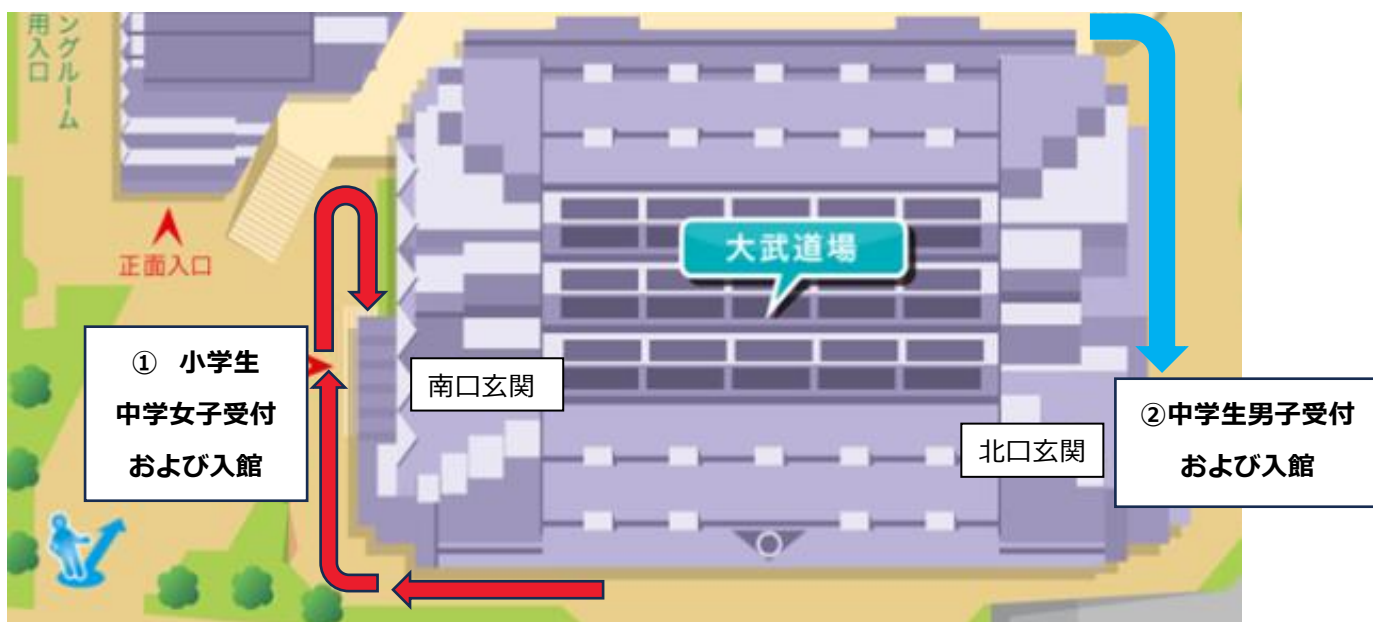 ングルーム
用入口
正面入口
大武道場
① 小学生
中学女子受付
および入館
南口玄関
北口玄関
②中学生男子受付
および入館